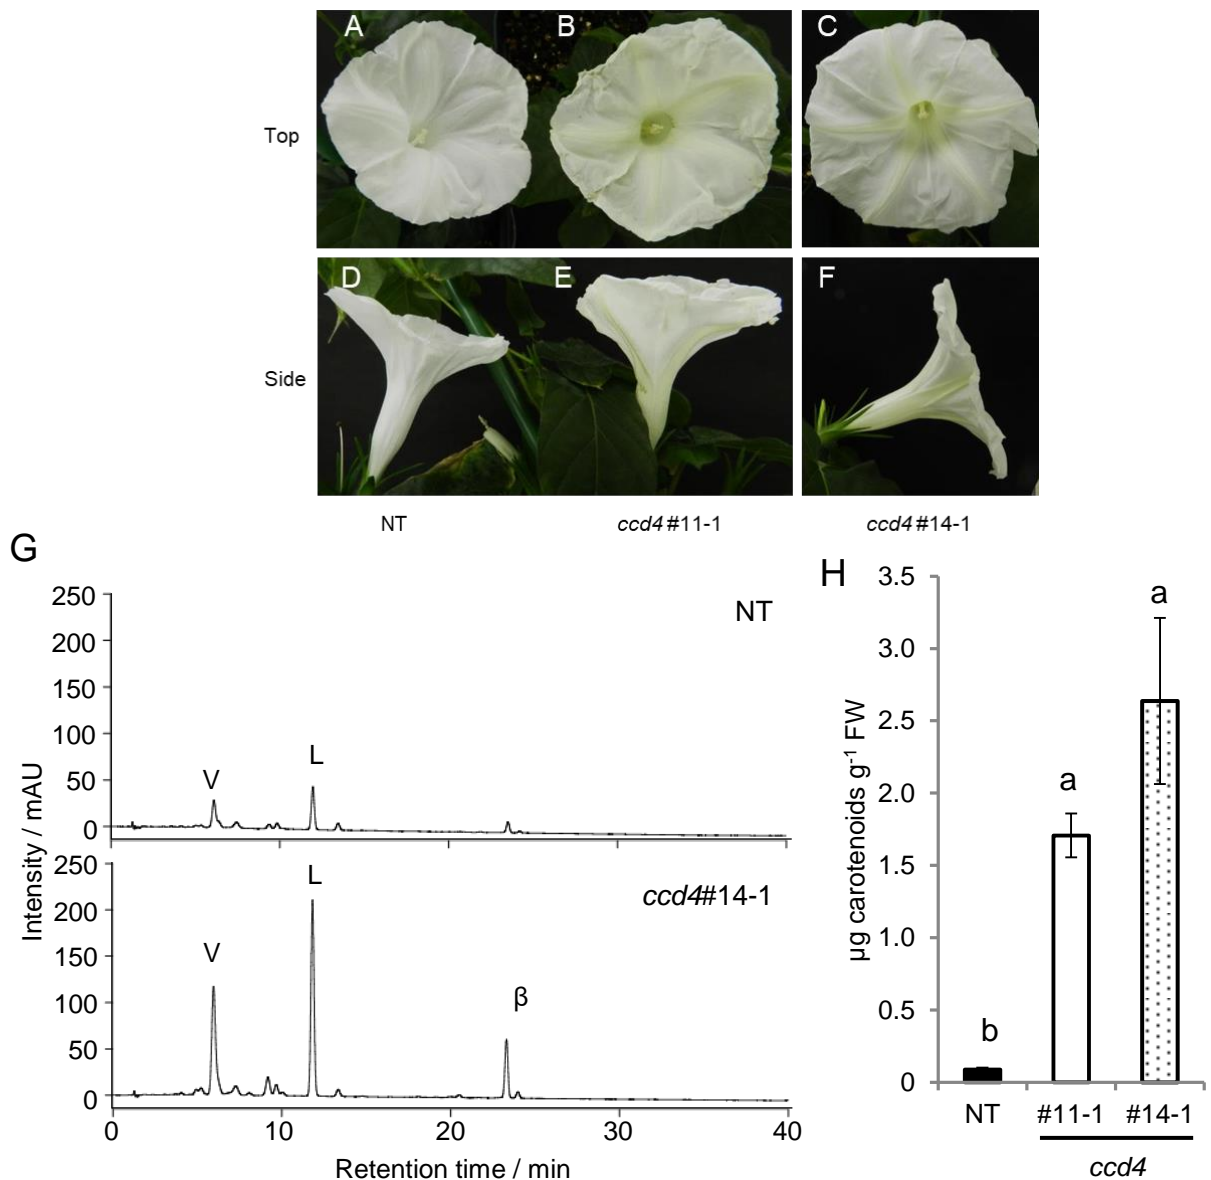 A B C
Top
D E F
Side
NT ccd4 #11-1 ccd4 #14-1
G
250
200
150
100
50
0
NT
V
L
250
200
150
100
50
0
ccd4#14-1
V
L
β
0 10 20 30 40
Intensity / mAU
Retention time / min
H
3.5
3.0
2.5
2.0
1.5
1.0
0.5
0
µg carotenoids g⁻¹ FW
b
a
a
NT #11-1 #14-1
ccd4